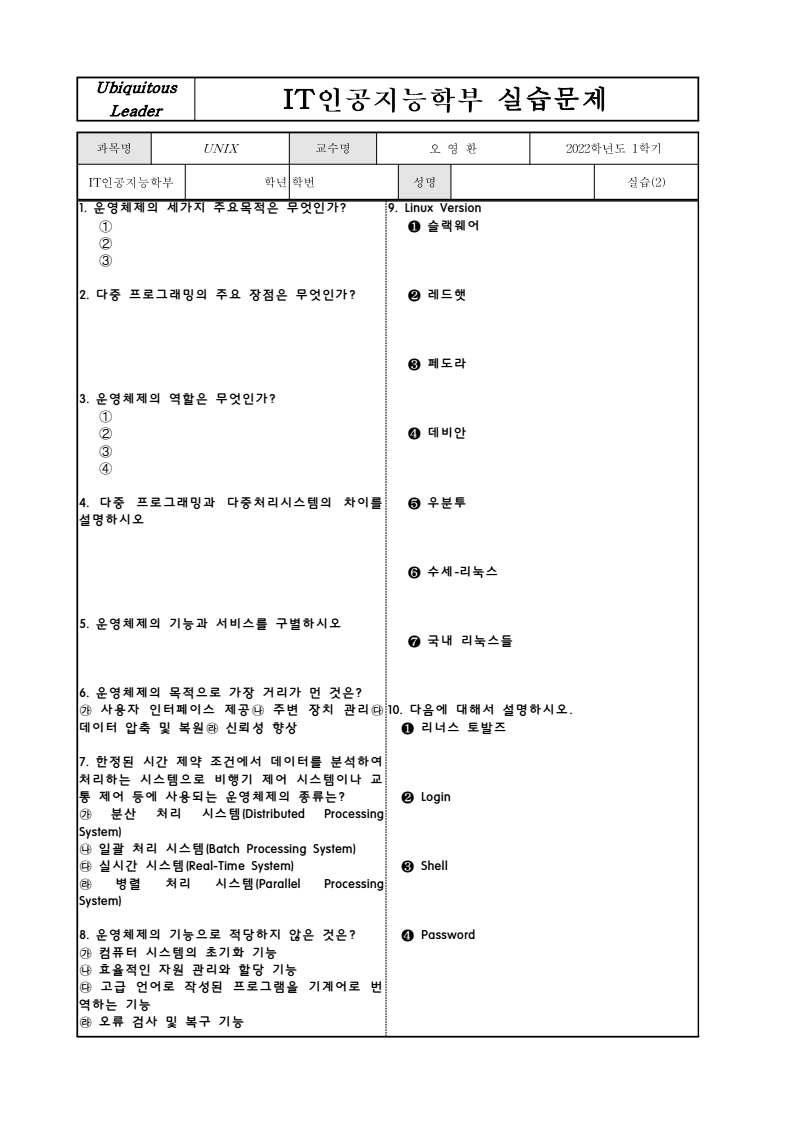 Ubiquitous
Leader
IT인공지능학부 실습문제
과목명 UNIX 교수명 오 영 환 2022학년도 1학기
IT인공지능학부 학년 학번 성명 실습(2)
1. 운영체제의 세가지 주요목적은 무엇인가?
①
②
③
2. 다중 프로그래밍의 주요 장점은 무엇인가?
3. 운영체제의 역할은 무엇인가?
①
②
③
④
4. 다중 프로그래밍과 다중처리시스템의 차이를
설명하시오
5. 운영체제의 기능과 서비스를 구별하시오
6. 운영체제의 목적으로 가장 거리가 먼 것은?
㉮ 사용자 인터페이스 제공㉯ 주변 장치 관리㉰
데이터 압축 및 복원㉱ 신뢰성 향상
7. 한정된 시간 제약 조건에서 데이터를 분석하여
처리하는 시스템으로 비행기 제어 시스템이나 교
통 제어 등에 사용되는 운영체제의 종류는?
㉮ 분산 처리 시스템(Distributed Processing
System)
㉯ 일괄 처리 시스템(Batch Processing System)
㉰ 실시간 시스템(Real-Time System)
㉱ 병렬 처리 시스템(Parallel Processing
System)
8. 운영체제의 기능으로 적당하지 않은 것은?
㉮ 컴퓨터 시스템의 초기화 기능
㉯ 효율적인 자원 관리와 할당 기능
㉰ 고급 언어로 작성된 프로그램을 기계어로 번
역하는 기능
㉱ 오류 검사 및 복구 기능
9. Linux Version
❶ 슬랙웨어
❷ 레드햇
❸ 페도라
❹ 데비안
❺ 우분투
❻ 수세-리눅스
❼ 국내 리눅스들
10. 다음에 대해서 설명하시오.
❶ 리너스 토발즈
❷ Login
❸ Shell
❹ Password